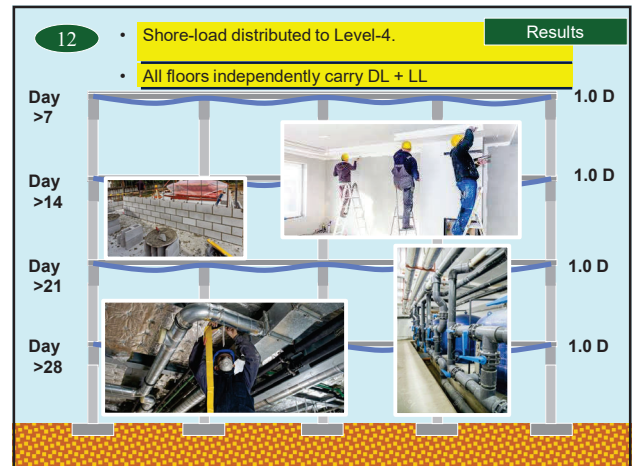 12
Results
• Shore-load distributed to Level-4.
• All floors independently carry DL + LL
Day
>7
1.0 D
Day
>14
1.0 D
Day
>21
1.0 D
Day
>28
1.0 D